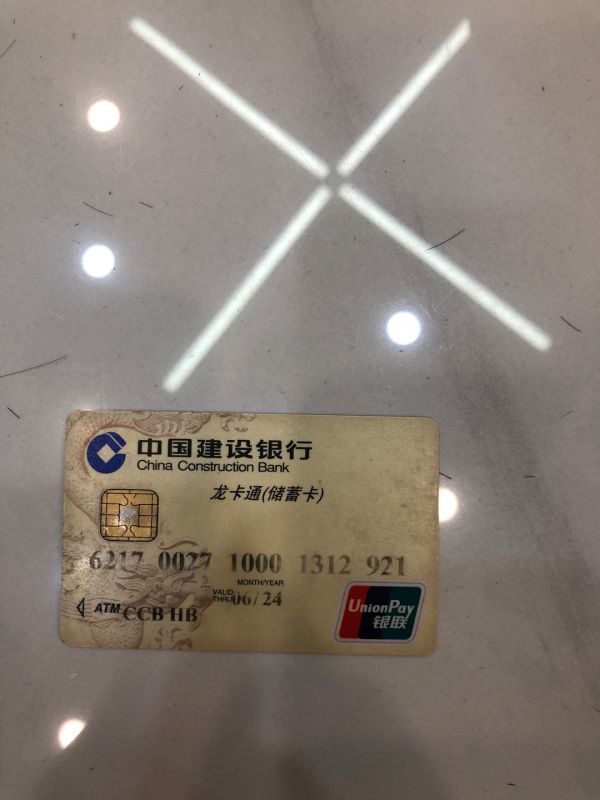 中国建设银行
China Construction Bank
龙卡通(储蓄卡)
6217 0027 1000 1312 921
MONTH/YEAR
VALID THRU 06/24
ATM CCB HB
UnionPay
银联